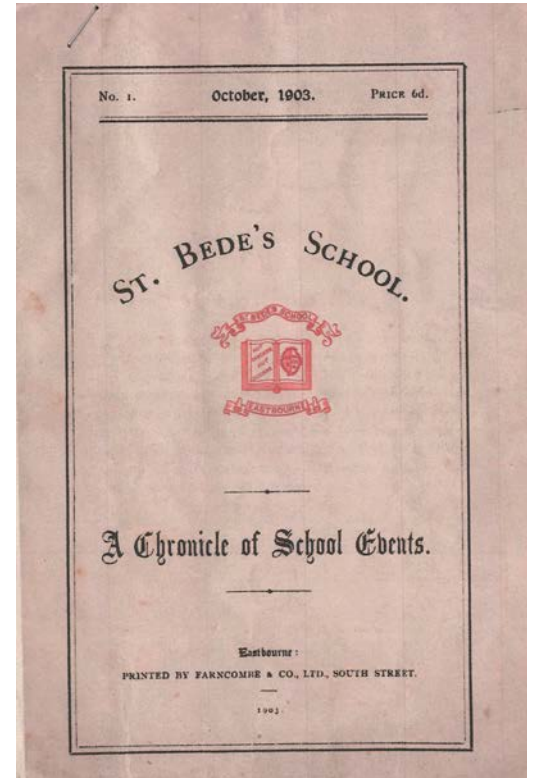 No. 1. October, 1903. PRICE 6d.
ST. BEDE'S SCHOOL.
ST BEDE'S SCHOOL
EASTBOURNE
A Chronicle of School Events.
Eastbourne:
PRINTED BY FARNCOMBE & CO., LTD., SOUTH STREET.
1903.